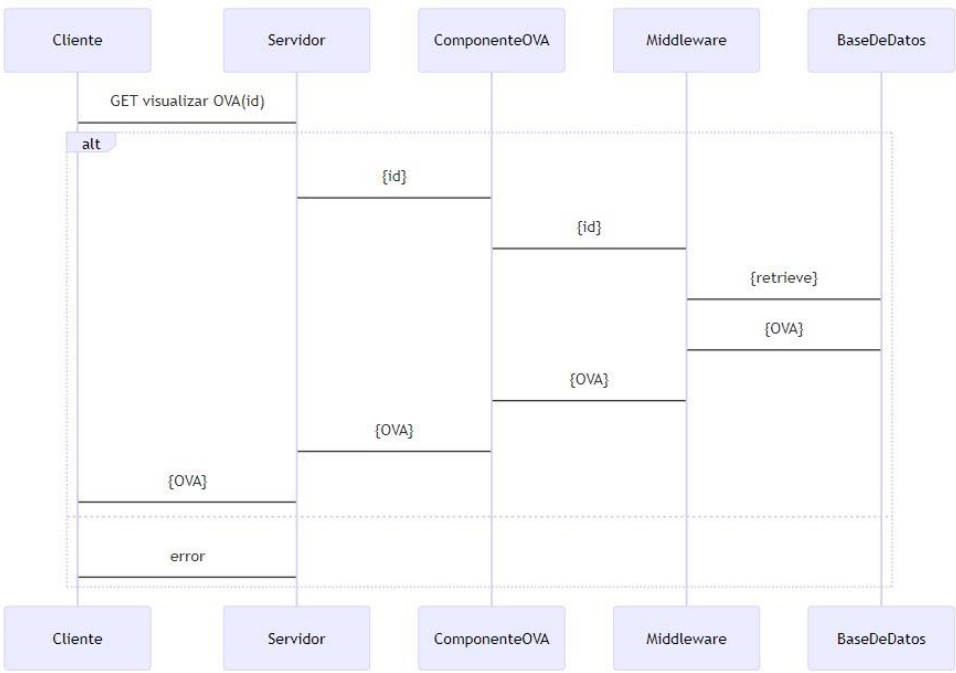 Cliente
Servidor
ComponenteOVA
Middleware
BaseDeDatos
GET visualizar OVA(id)
alt
{id}
{id}
{retrieve}
{OVA}
{OVA}
{OVA}
{OVA}
error
Cliente
Servidor
ComponenteOVA
Middleware
BaseDeDatos